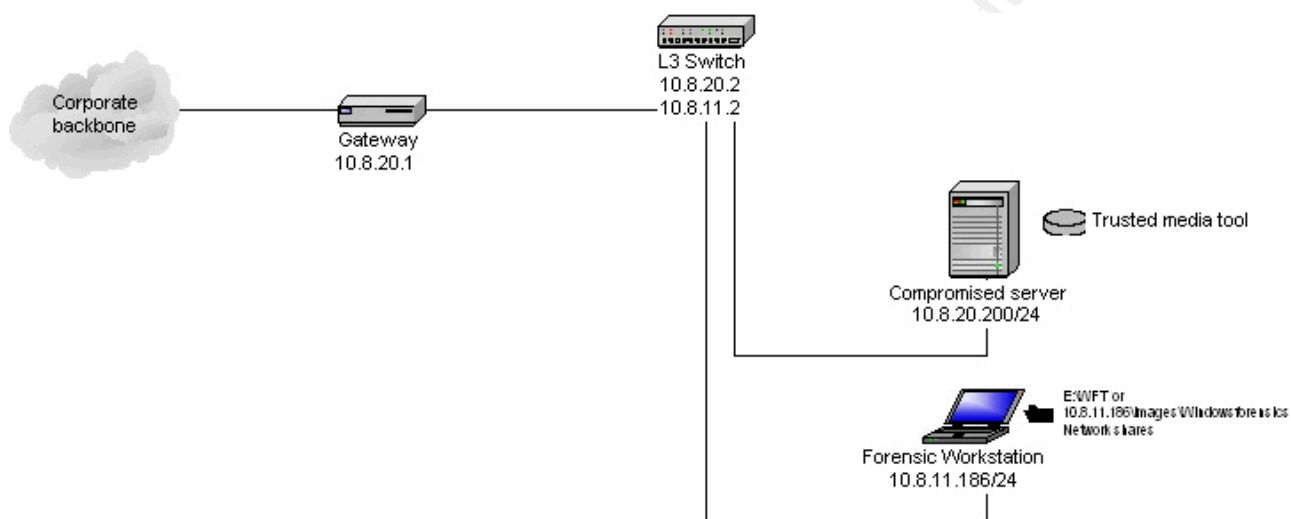 Corporate
backbone
Gateway
10.8.20.1
L3 Switch
10.8.20.2
10.8.11.2
Compromised server
10.8.20.200/24
Trusted media tool
Forensic Workstation
10.8.11.186/24
E:\WFT or
10.8.11.186\Images\Windowsforensics
Network shares